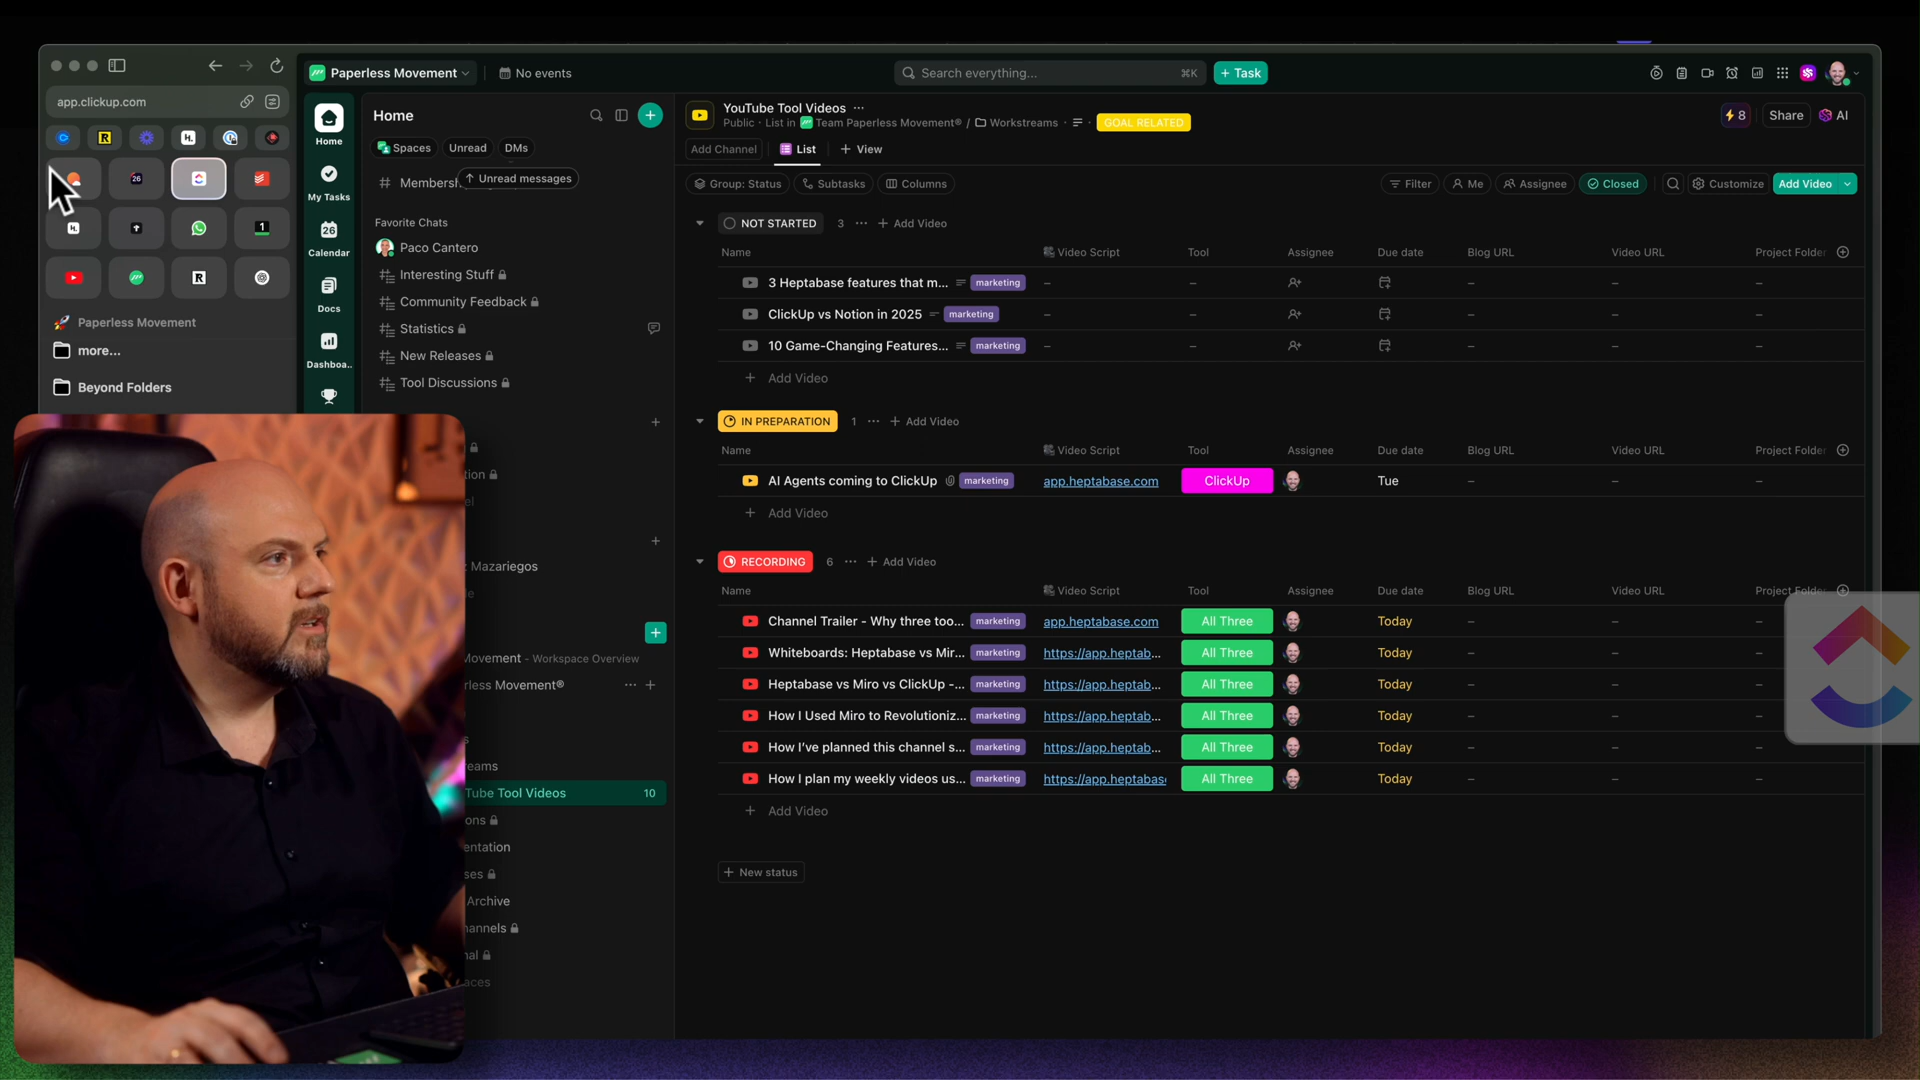 app.clickup.com
Paperless Movement
more...
Beyond Folders
Paperless Movement
No events
Search everything...
⌘K
+ Task
Home
My Tasks
26
Calendar
Docs
Dashboa..
Home
Spaces
Unread
DMs
Unread messages
Favorite Chats
Paco Cantero
Interesting Stuff
Community Feedback
Statistics
New Releases
Tool Discussions
Mazariegos
Movement - Workspace Overview
rless Movement®
Tube Tool Videos 10
Archive
YouTube Tool Videos ...
Public · List in Team Paperless Movement® / Workstreams
GOAL RELATED
8
Share
AI
Add Channel
List
+ View
Group: Status
Subtasks
Columns
Filter
Me
Assignee
Closed
Customize
Add Video
NOT STARTED 3 ... + Add Video
Name Video Script Tool Assignee Due date Blog URL Video URL Project Folder
3 Heptabase features that m... marketing – – – – –
ClickUp vs Notion in 2025 marketing – – – – –
10 Game-Changing Features... marketing – – – – –
+ Add Video
IN PREPARATION 1 ... + Add Video
Name Video Script Tool Assignee Due date Blog URL Video URL Project Folder
AI Agents coming to ClickUp marketing app.heptabase.com ClickUp Tue – – –
+ Add Video
RECORDING 6 ... + Add Video
Name Video Script Tool Assignee Due date Blog URL Video URL Project Folder
Channel Trailer - Why three too... marketing app.heptabase.com All Three Today – – –
Whiteboards: Heptabase vs Mir... marketing https://app.heptab... All Three Today – – –
Heptabase vs Miro vs ClickUp -... marketing https://app.heptab... All Three Today – – –
How I Used Miro to Revolutioniz... marketing https://app.heptab... All Three Today – – –
How I've planned this channel s... marketing https://app.heptab... All Three Today – – –
How I plan my weekly videos us... marketing https://app.heptabase All Three Today – – –
+ Add Video
+ New status